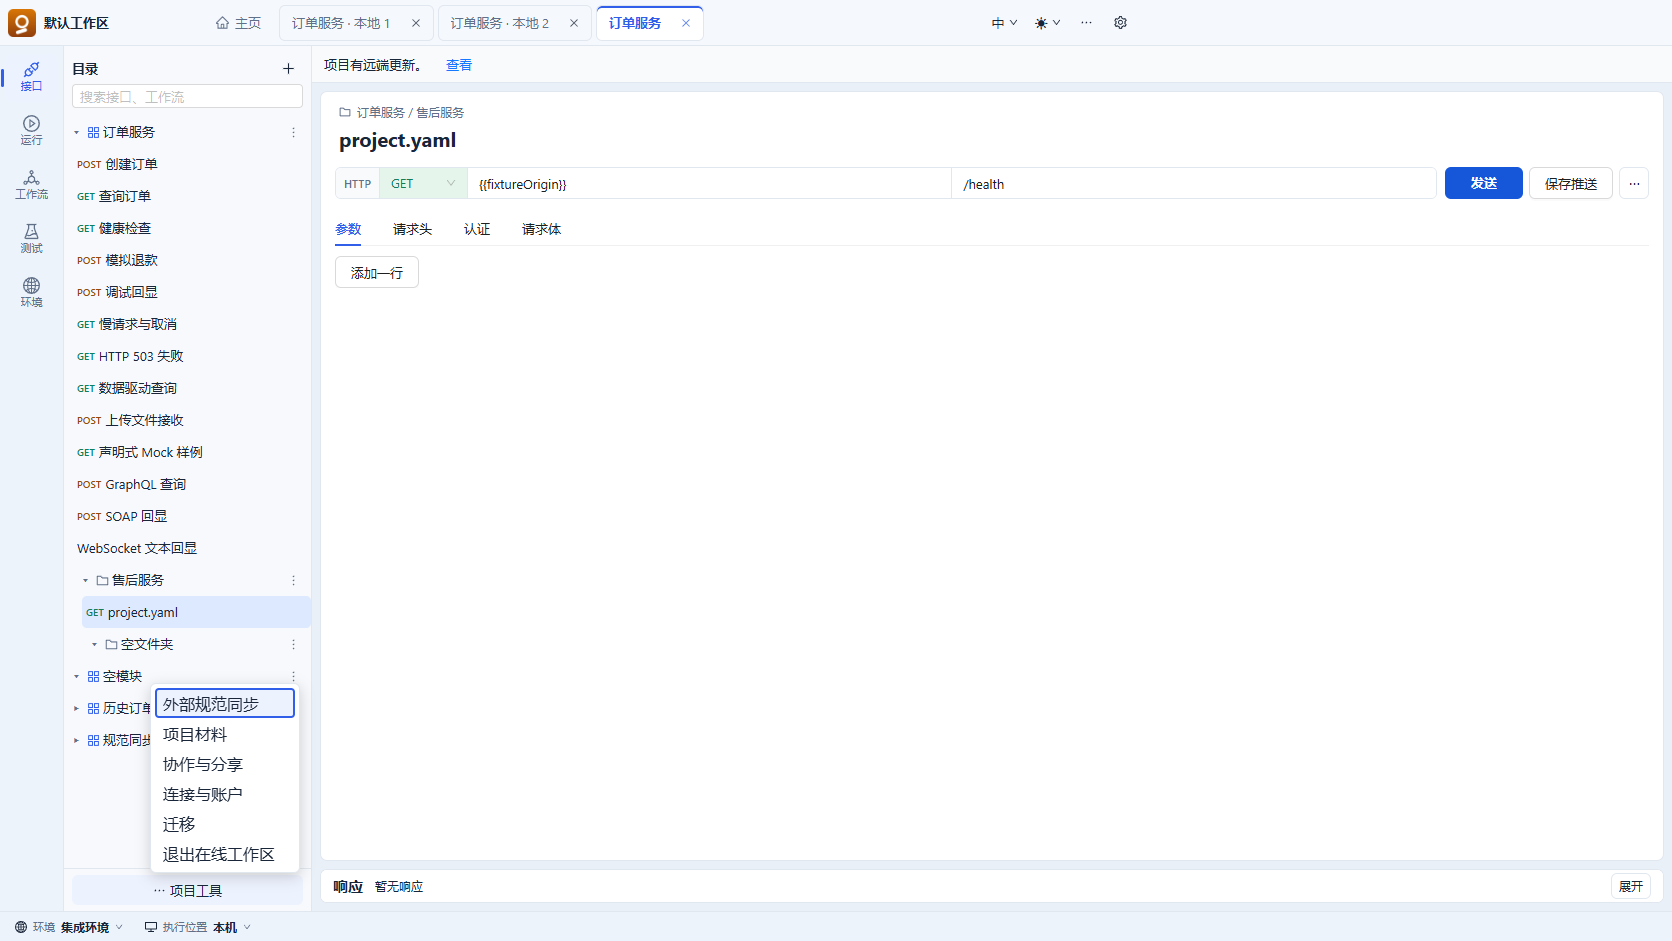 默认工作区
主页
订单服务 · 本地 1
订单服务 · 本地 2
订单服务
中
接口
运行
工作流
测试
环境
目录
搜索接口、工作流
订单服务
POST 创建订单
GET 查询订单
GET 健康检查
POST 模拟退款
POST 调试回显
GET 慢请求与取消
GET HTTP 503 失败
GET 数据驱动查询
POST 上传文件接收
GET 声明式 Mock 样例
POST GraphQL 查询
POST SOAP 回显
WebSocket 文本回显
售后服务
GET project.yaml
空文件夹
空模块
历史订单
规范同步
外部规范同步
项目材料
协作与分享
连接与账户
迁移
退出在线工作区
··· 项目工具
项目有远端更新。 查看
订单服务 / 售后服务
project.yaml
HTTP GET {{fixtureOrigin}} /health 发送 保存推送 ···
参数 请求头 认证 请求体
添加一行
响应 暂无响应 展开
环境 集成环境 执行位置 本机